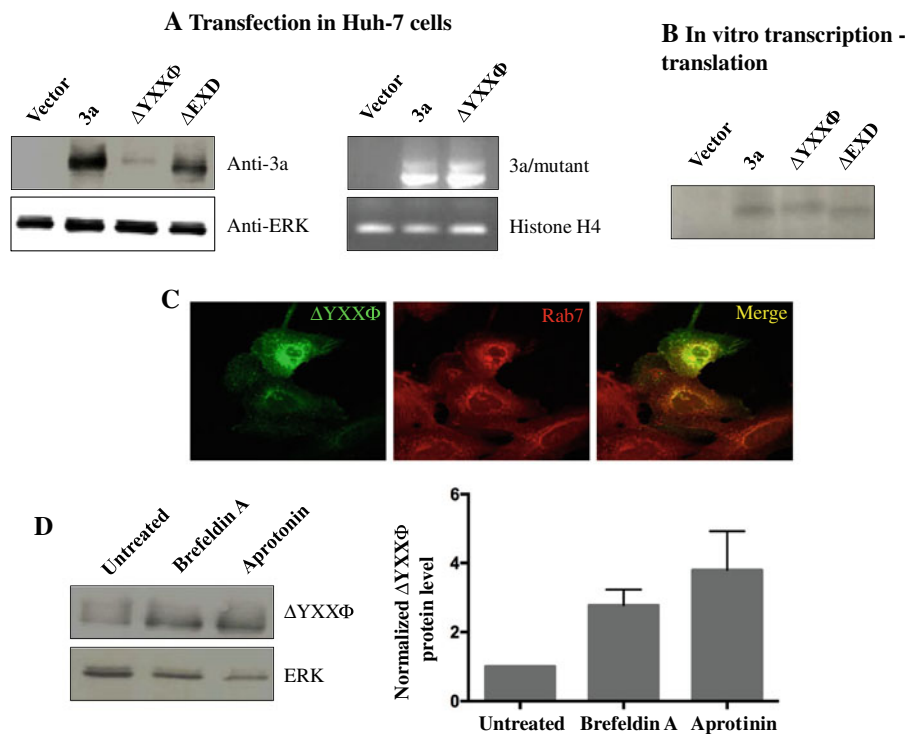 A Transfection in Huh-7 cells
Vector 3a ΔYXXΦ ΔEXD
Anti-3a
Anti-ERK
Vector 3a ΔYXXΦ
3a/mutant
Histone H4
B In vitro transcription -
translation
Vector 3a ΔYXXΦ ΔEXD
C
ΔYXXΦ Rab7 Merge
D
Untreated Brefeldin A Aprotonin
ΔYXXΦ
ERK
Normalized ΔYXXΦ
protein level
6
4
2
0
Untreated Brefeldin A Aprotinin